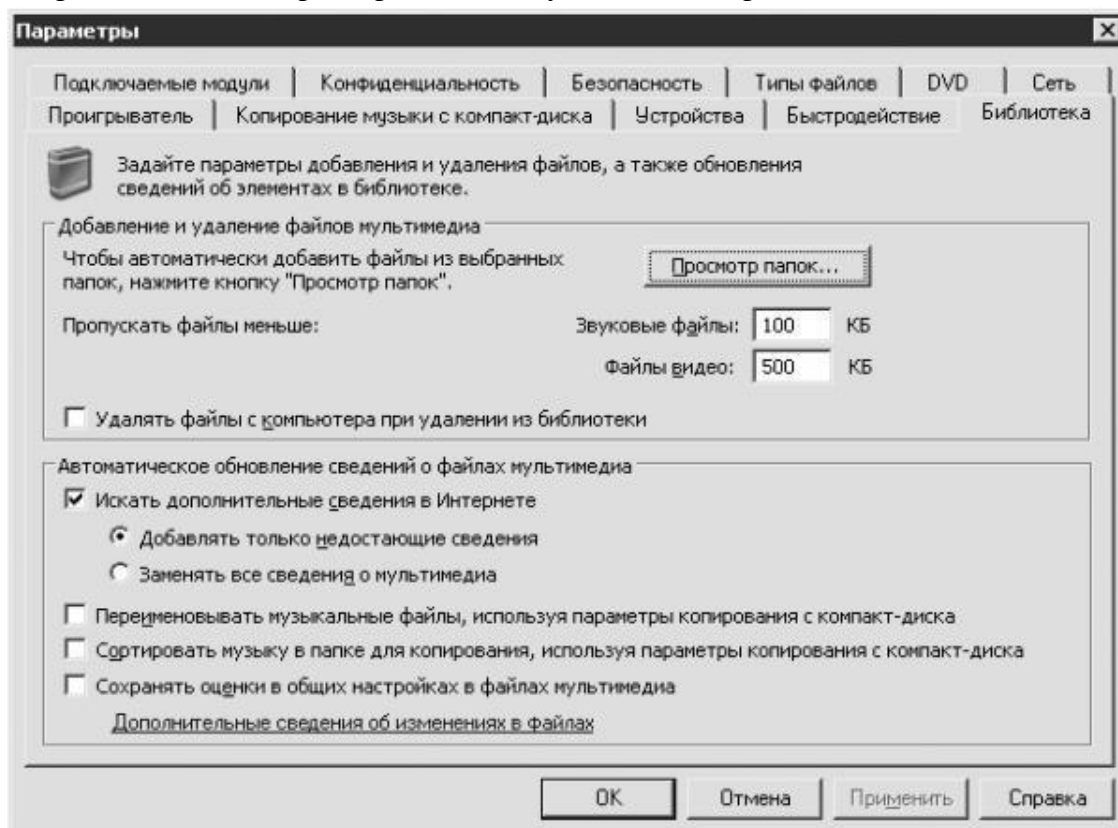 Параметры
Подключаемые модули Конфиденциальность Безопасность Типы файлов DVD Сеть
Проигрыватель Копирование музыки с компакт-диска Устройства Быстродействие Библиотека
Задайте параметры добавления и удаления файлов, а также обновления
сведений об элементах в библиотеке.
Добавление и удаление файлов мультимедиа
Чтобы автоматически добавить файлы из выбранных
папок, нажмите кнопку "Просмотр папок".
Просмотр папок...
Пропускать файлы меньше: Звуковые файлы: 100 КБ
Файлы видео: 500 КБ
Удалять файлы с компьютера при удалении из библиотеки
Автоматическое обновление сведений о файлах мультимедиа
Искать дополнительные сведения в Интернете
Добавлять только недостающие сведения
Заменять все сведения о мультимедиа
Переименовывать музыкальные файлы, используя параметры копирования с компакт-диска
Сортировать музыку в папке для копирования, используя параметры копирования с компакт-диска
Сохранять оценки в общих настройках в файлах мультимедиа
Дополнительные сведения об изменениях в файлах
OK Отмена Применить Справка